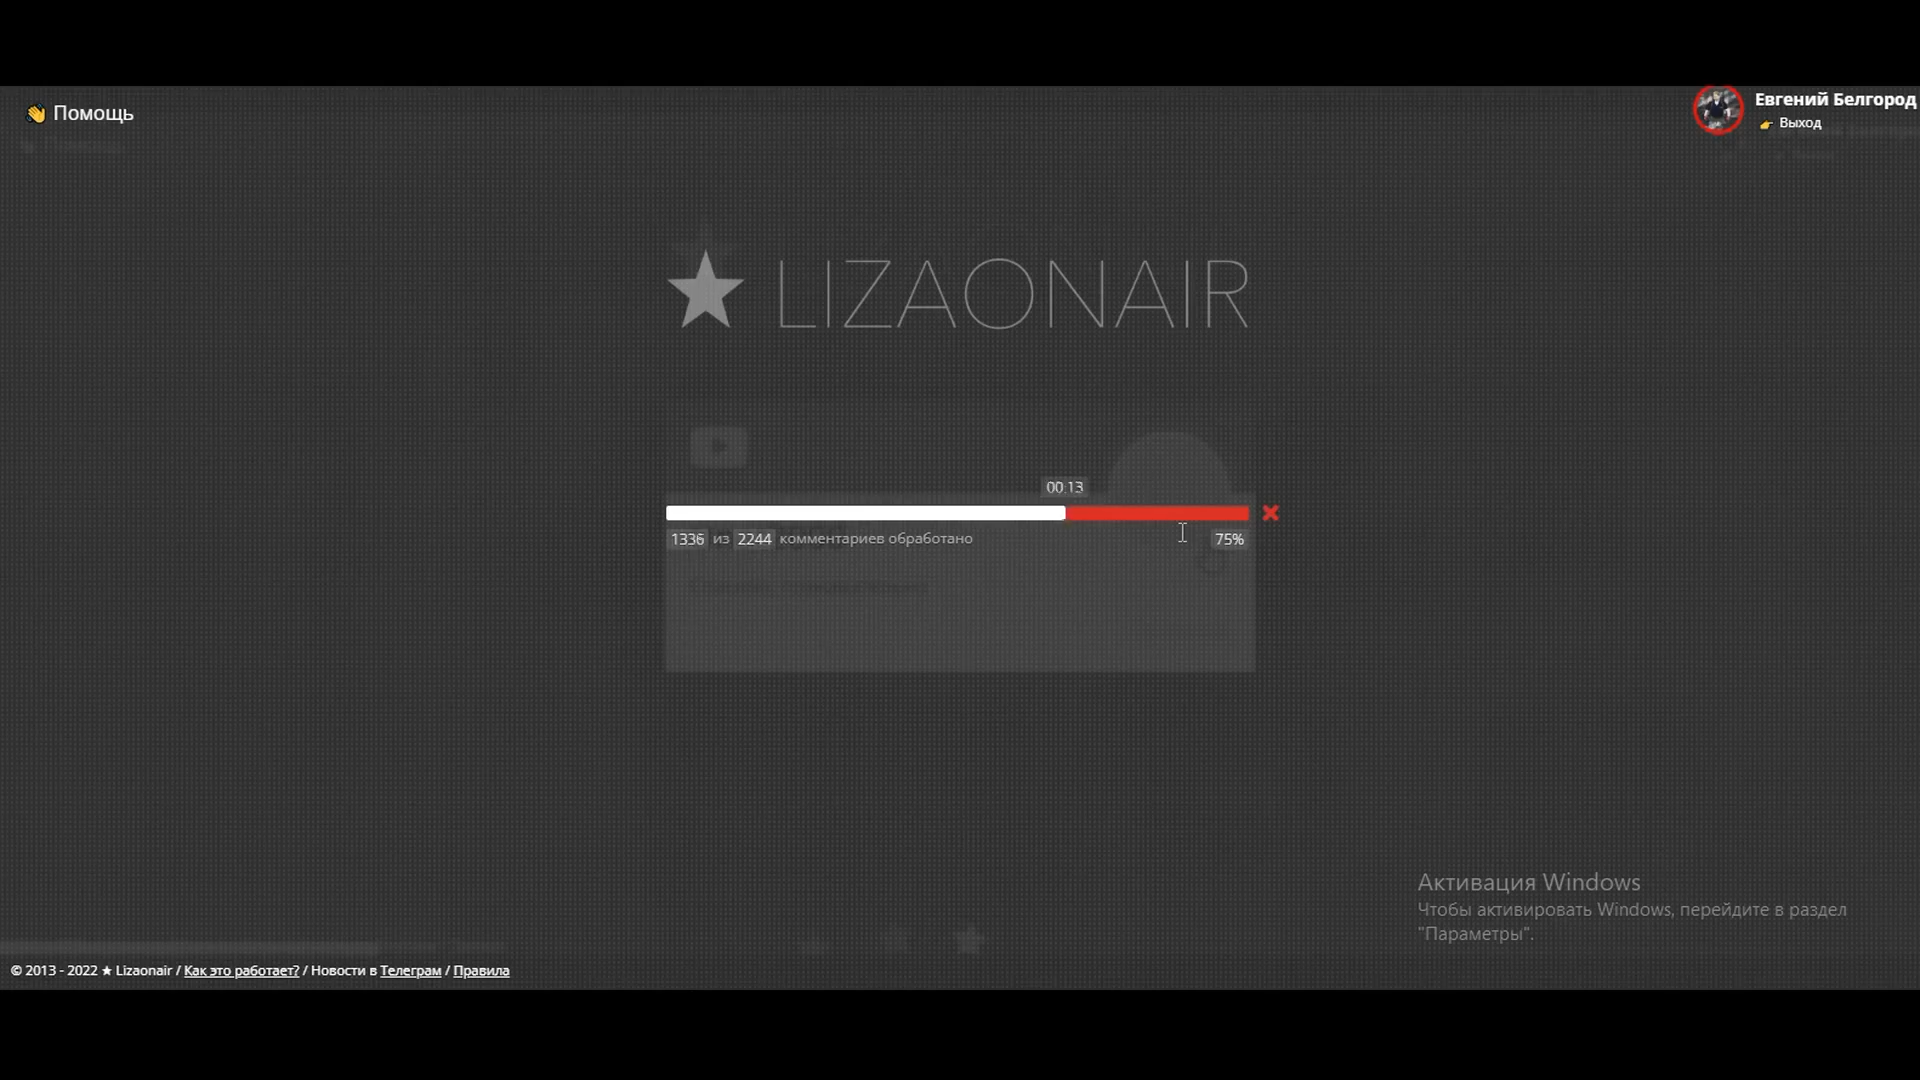 👋 Помощь
Евгений Белгород
👉 Выход
★ LIZAONAIR
00:13
1336 из 2244 комментариев обработано
75%
Активация Windows
Чтобы активировать Windows, перейдите в раздел
"Параметры".
© 2013 - 2022 ★ Lizaonair / Как это работает? / Новости в Телеграм / Правила